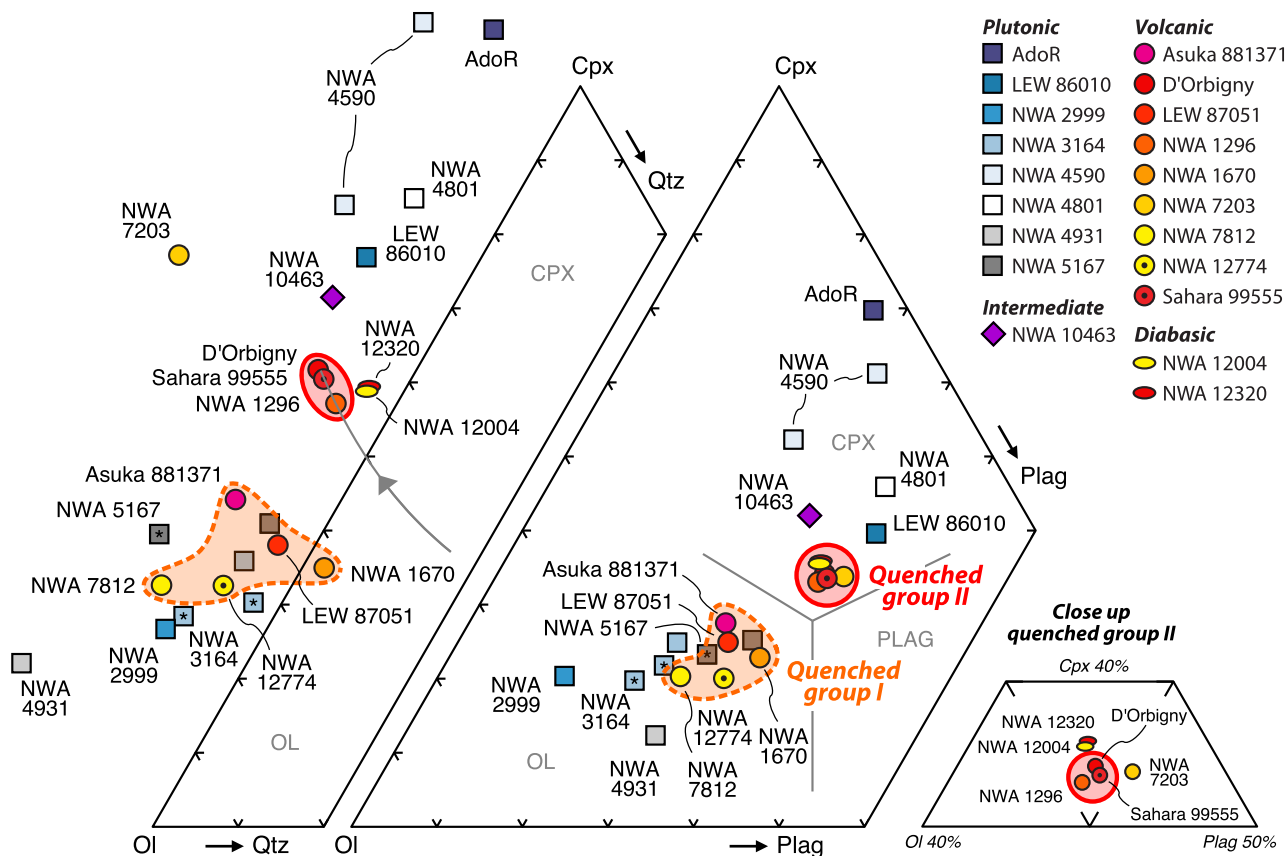 NWA
4590
AdoR
NWA
4801
NWA
7203
LEW
86010
NWA
10463
NWA
12320
D'Orbigny
Sahara 99555
NWA 1296
NWA 12004
Asuka 881371
NWA 5167
NWA 7812
NWA 1670
LEW 87051
NWA
3164
NWA
2999
NWA
12774
NWA
4931
Cpx
Qtz
CPX
OL
Ol
Qtz
Cpx
AdoR
NWA
4590
CPX
Plag
NWA
4801
NWA
10463
LEW 86010
Asuka 881371
LEW 87051
NWA 5167
Quenched
group II
PLAG
Quenched
group I
NWA
2999
NWA
3164
NWA
12774
NWA
1670
OL
NWA
4931
NWA
7812
Ol
Plag
Plutonic
AdoR
LEW 86010
NWA 2999
NWA 3164
NWA 4590
NWA 4801
NWA 4931
NWA 5167
Intermediate
NWA 10463
Volcanic
Asuka 881371
D'Orbigny
LEW 87051
NWA 1296
NWA 1670
NWA 7203
NWA 7812
NWA 12774
Sahara 99555
Diabasic
NWA 12004
NWA 12320
Close up
quenched group II
Cpx 40%
NWA 12320
D'Orbigny
NWA 12004
NWA
7203
NWA 1296
Sahara 99555
Ol 40%
Plag 50%